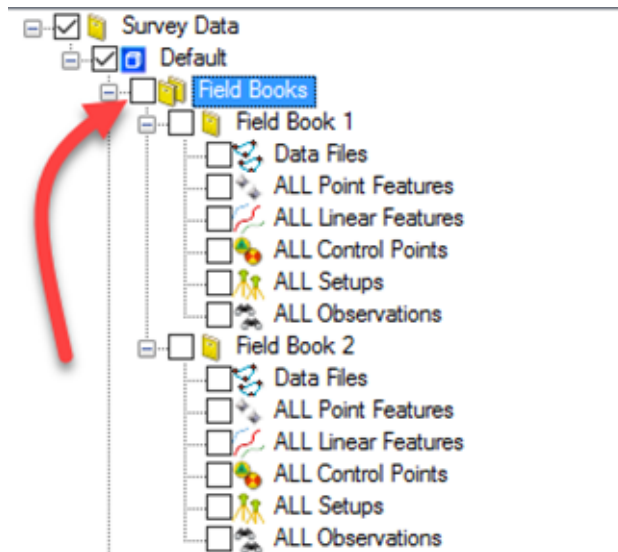 Survey Data
Default
Field Books
Field Book 1
Data Files
ALL Point Features
ALL Linear Features
ALL Control Points
ALL Setups
ALL Observations
Field Book 2
Data Files
ALL Point Features
ALL Linear Features
ALL Control Points
ALL Setups
ALL Observations